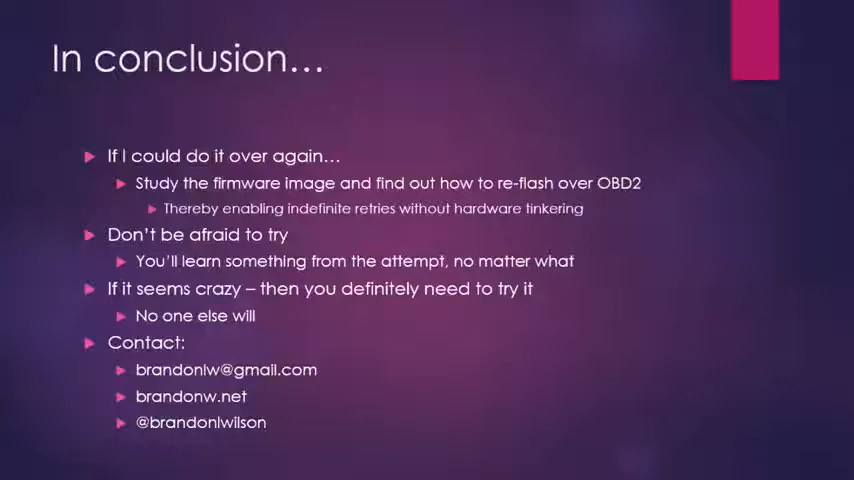 In conclusion…
If I could do it over again…
Study the firmware image and find out how to re-flash over OBD2
Thereby enabling indefinite retries without hardware tinkering
Don't be afraid to try
You'll learn something from the attempt, no matter what
If it seems crazy – then you definitely need to try it
No one else will
Contact:
brandonlw@gmail.com
brandonw.net
@brandonlwilson